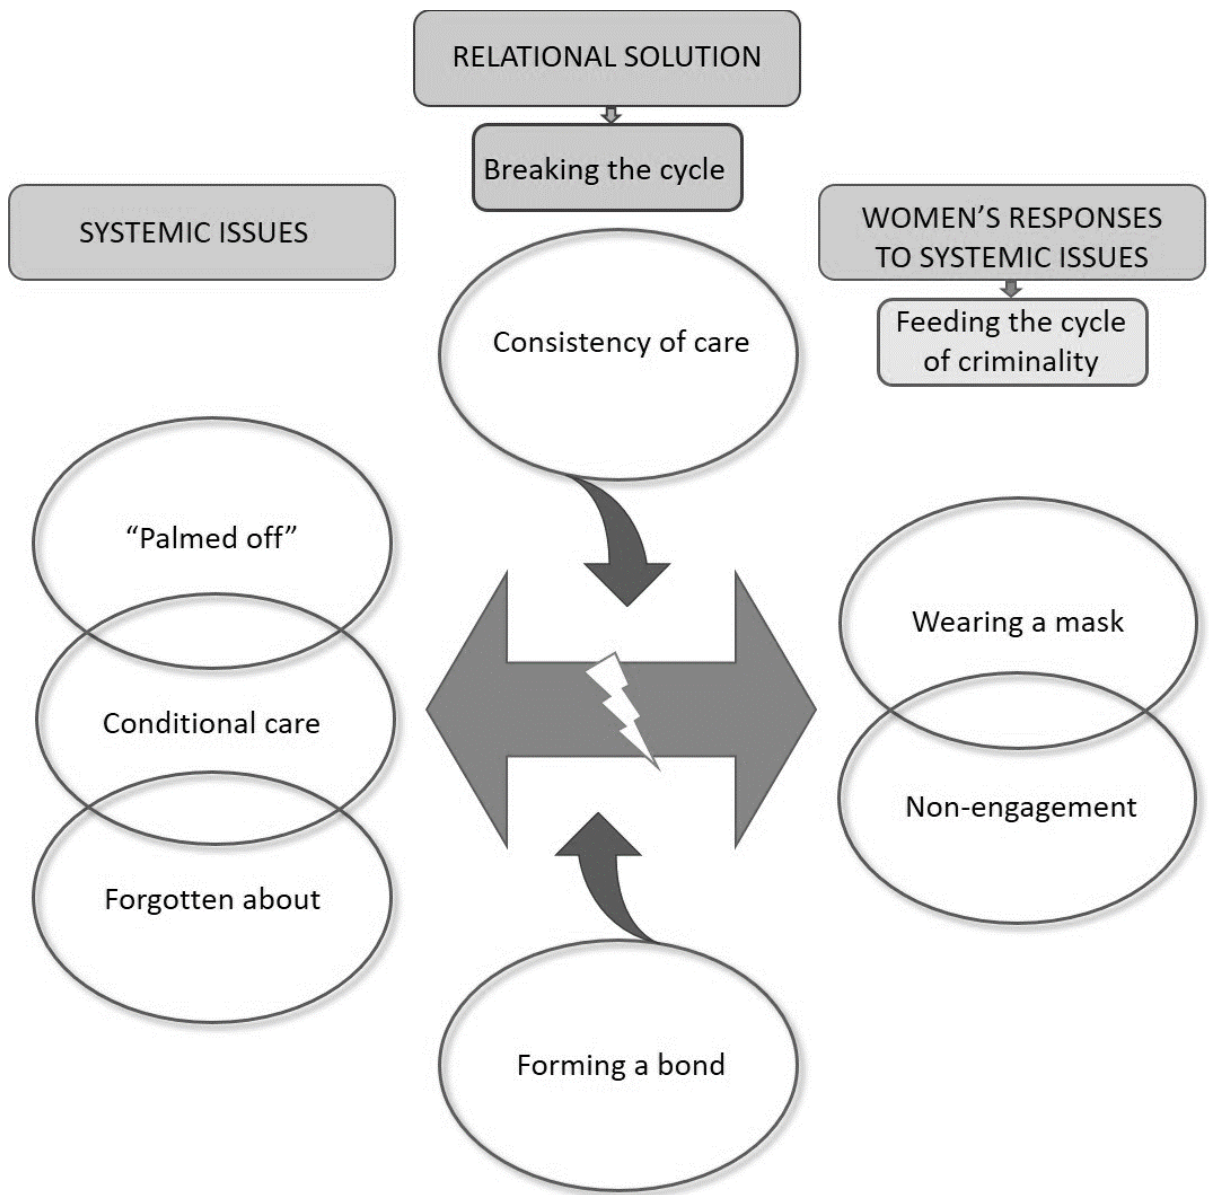 RELATIONAL SOLUTION
Breaking the cycle
SYSTEMIC ISSUES
WOMEN’S RESPONSES
TO SYSTEMIC ISSUES
Feeding the cycle
of criminality
Consistency of care
“Palmed off”
Conditional care
Forgotten about
Wearing a mask
Non-engagement
Forming a bond